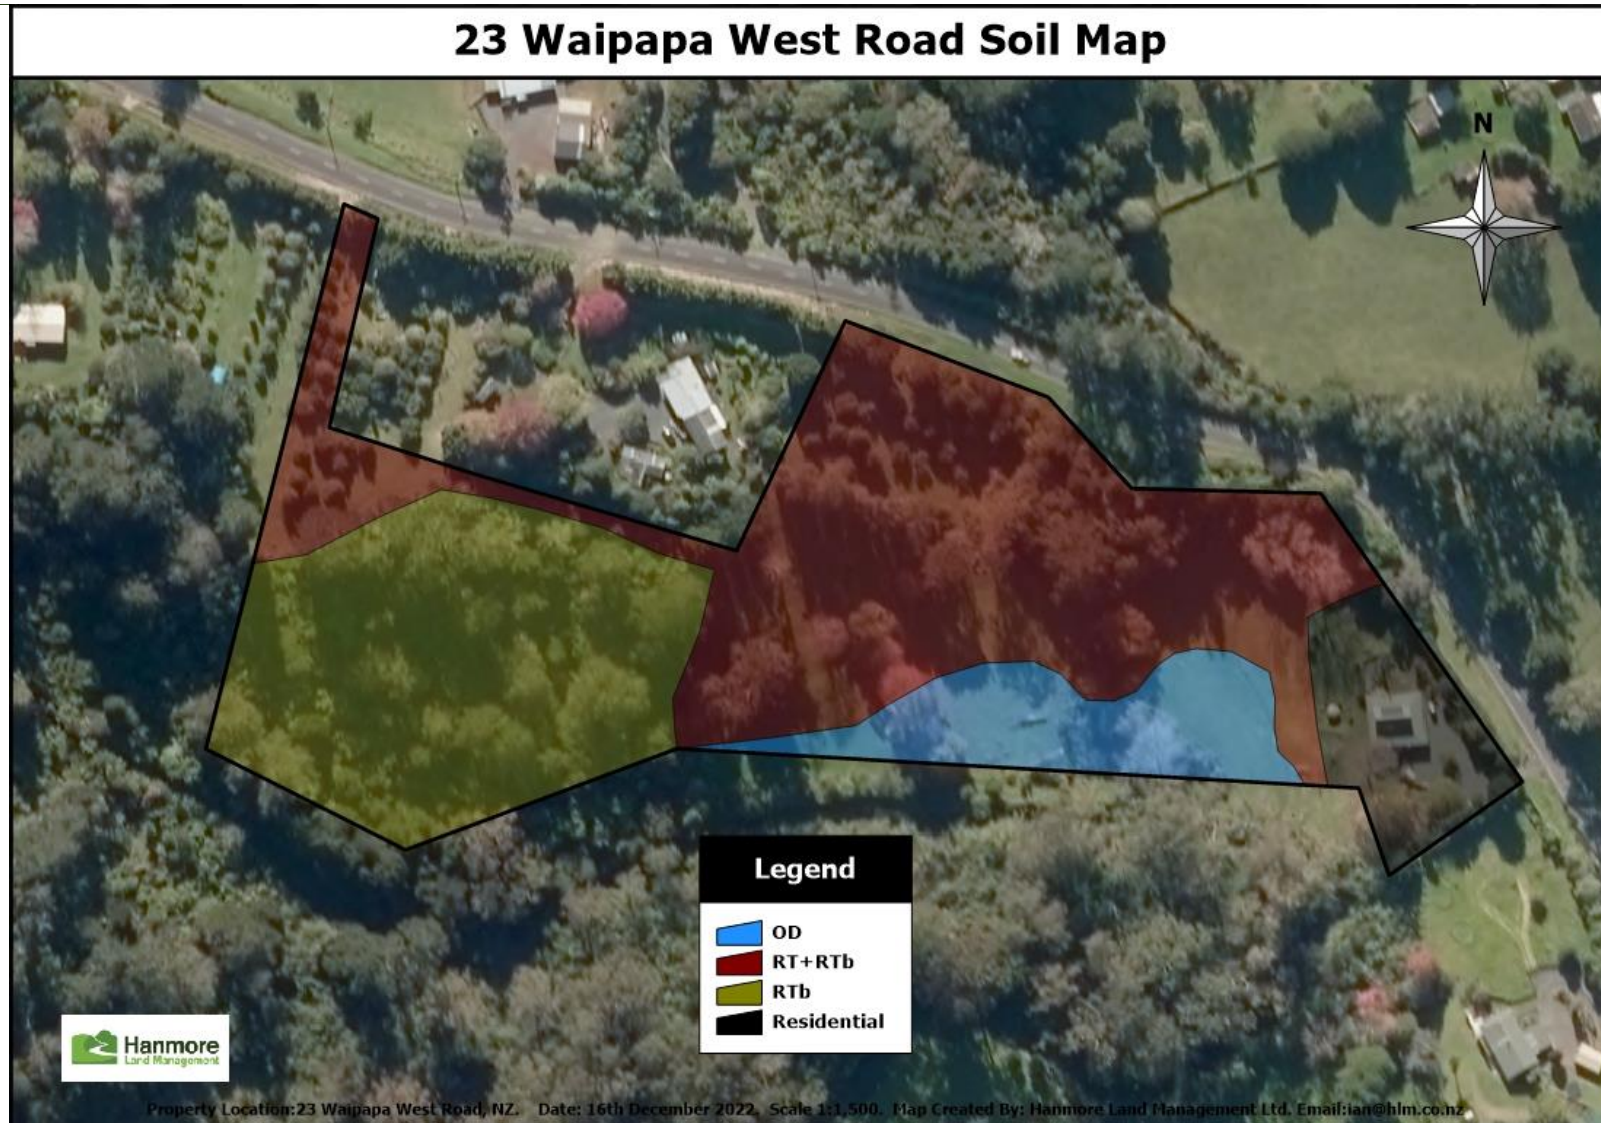 23 Waipapa West Road Soil Map
N
Legend
OD
RT+RTb
RTb
Residential
Hanmore
Land Management
Property Location:23 Waipapa West Road, NZ. Date: 16th December 2022. Scale 1:1,500. Map Created By: Hanmore Land Management Ltd. Email:ian@hlm.co.nz